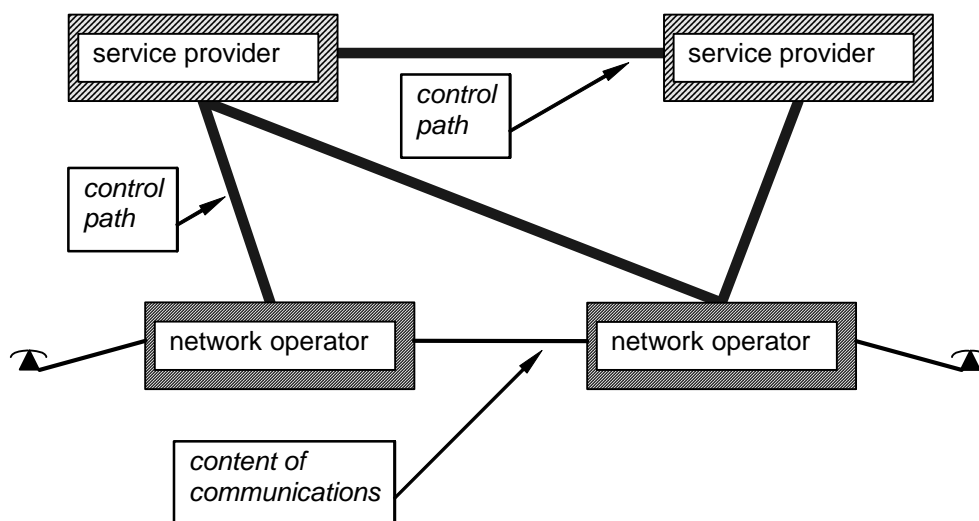 service provider
service provider
control
path
control
path
network operator
network operator
content of
communications